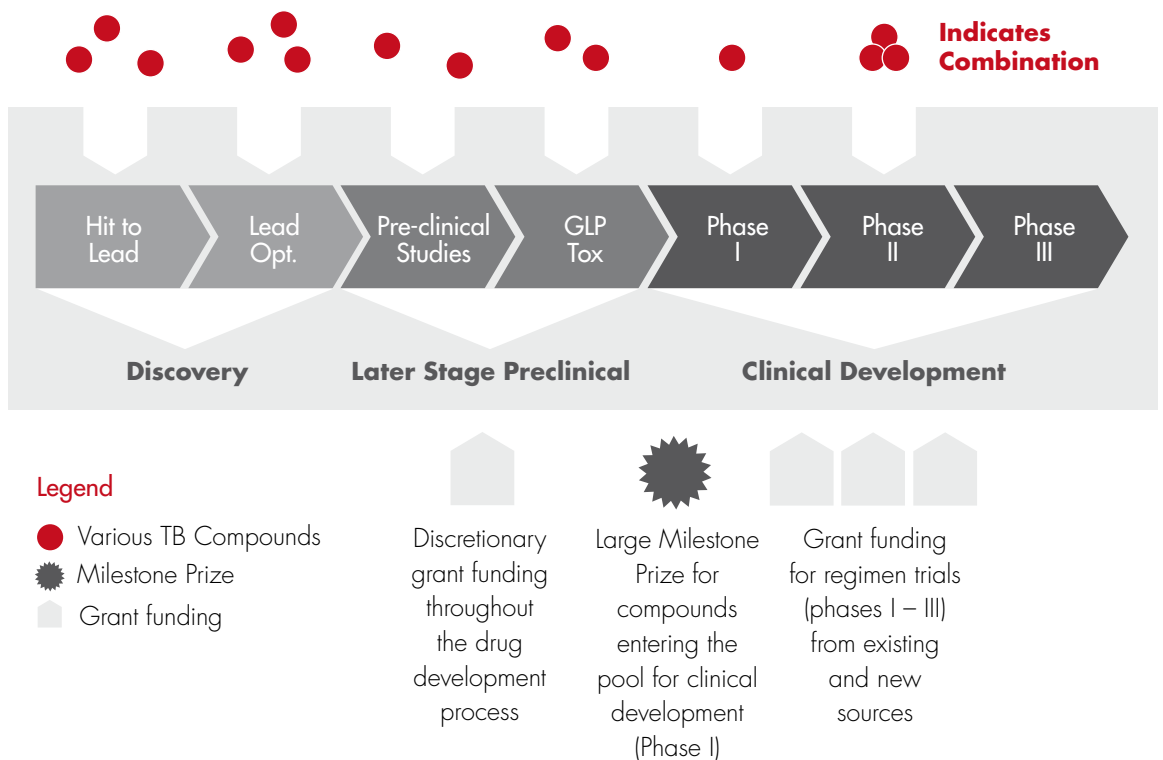 Indicates
Combination
Hit to
Lead
Lead
Opt.
Pre-clinical
Studies
GLP
Tox
Phase
I
Phase
II
Phase
III
Discovery
Later Stage Preclinical
Clinical Development
Legend
Various TB Compounds
Milestone Prize
Grant funding
Discretionary
grant funding
throughout
the drug
development
process
Large Milestone
Prize for
compounds
entering the
pool for clinical
development
(Phase I)
Grant funding
for regimen trials
(phases I – III)
from existing
and new
sources